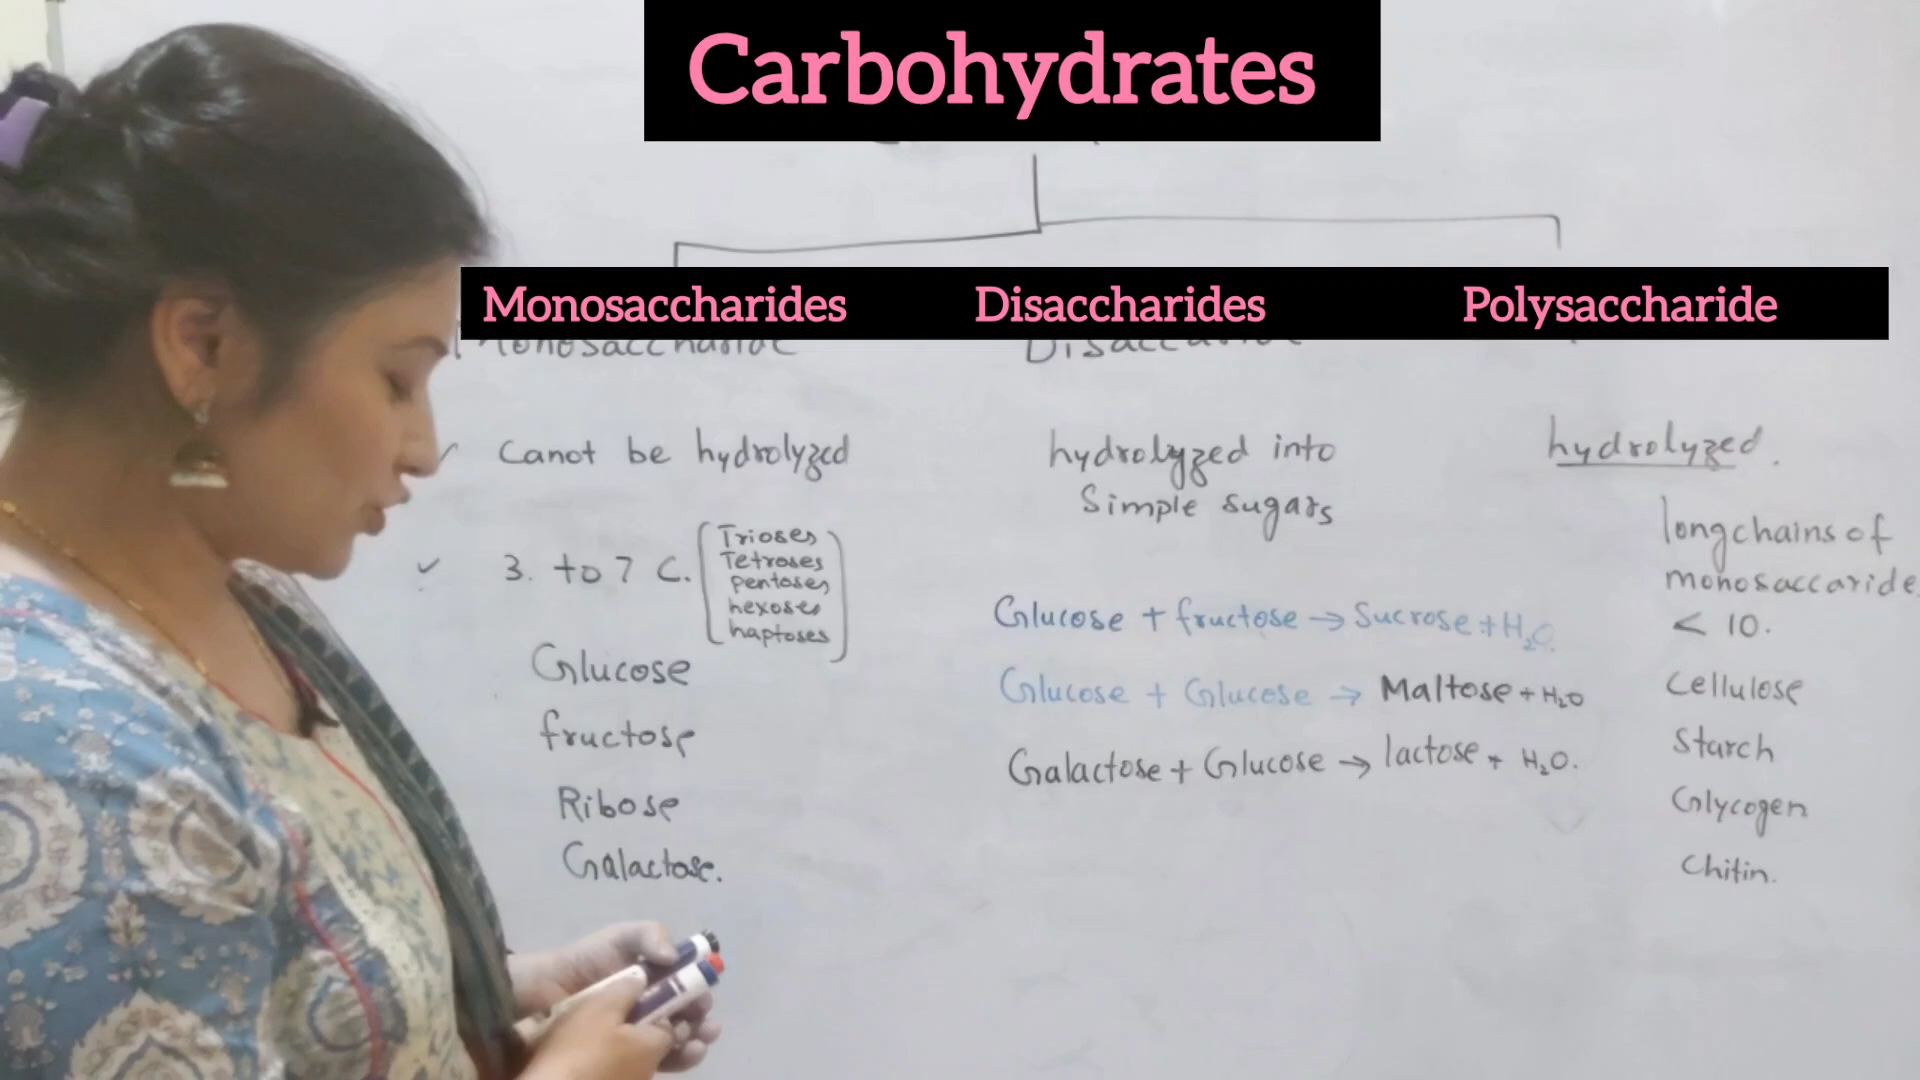 Carbohydrates
Monosaccharides Disaccharides Polysaccharide
Canot be hydrolyzed
3. to 7 C.
Trioses
Tetroses
pentoses
hexoses
haptoses
Glucose
fructose
Ribose
Galactose.
hydrolyzed into
Simple sugars
Glucose + fructose → Sucrose + H₂O.
Glucose + Glucose → Maltose + H₂O
Galactose + Glucose → lactose + H₂O.
hydrolyzed.
long chains of
monosaccaride
< 10.
Cellulose
Starch
Glycogen
Chitin.